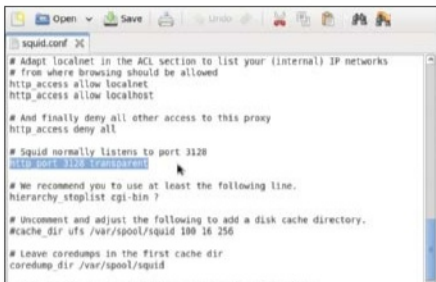 Open Save Undo
squid.conf
# Adapt localnet in the ACL section to list your (internal) IP networks
# from where browsing should be allowed
http_access allow localnet
http_access allow localhost
# And finally deny all other access to this proxy
http_access deny all
# Squid normally listens to port 3128
http_port 3128 transparent
# We recommend you to use at least the following line.
hierarchy_stoplist cgi-bin ?
# Uncomment and adjust the following to add a disk cache directory.
#cache_dir ufs /var/spool/squid 100 16 256
# Leave coredumps in the first cache dir
coredump_dir /var/spool/squid